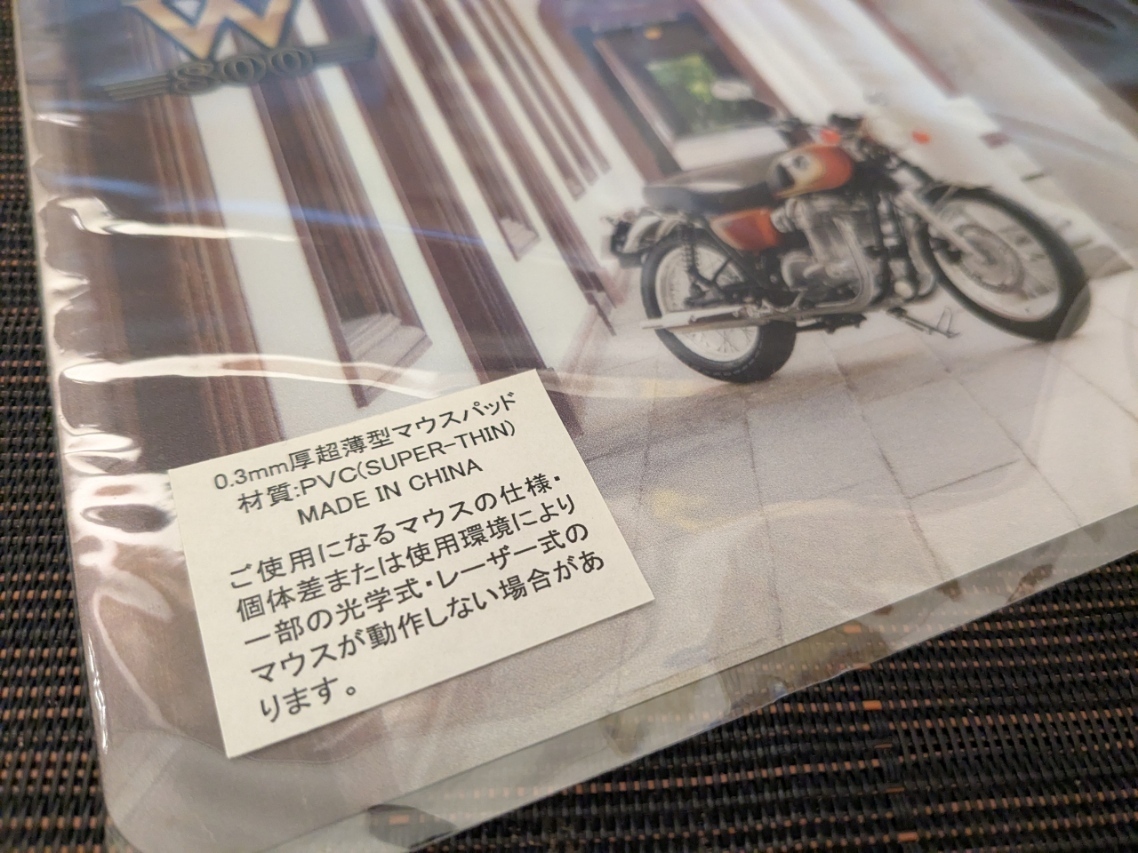 W
800
0.3mm厚超薄型マウスパッド
材質:PVC(SUPER-THIN)
MADE IN CHINA
ご使用になるマウスの仕様・
個体差または使用環境により
一部の光学式・レーザー式の
マウスが動作しない場合があ
ります。